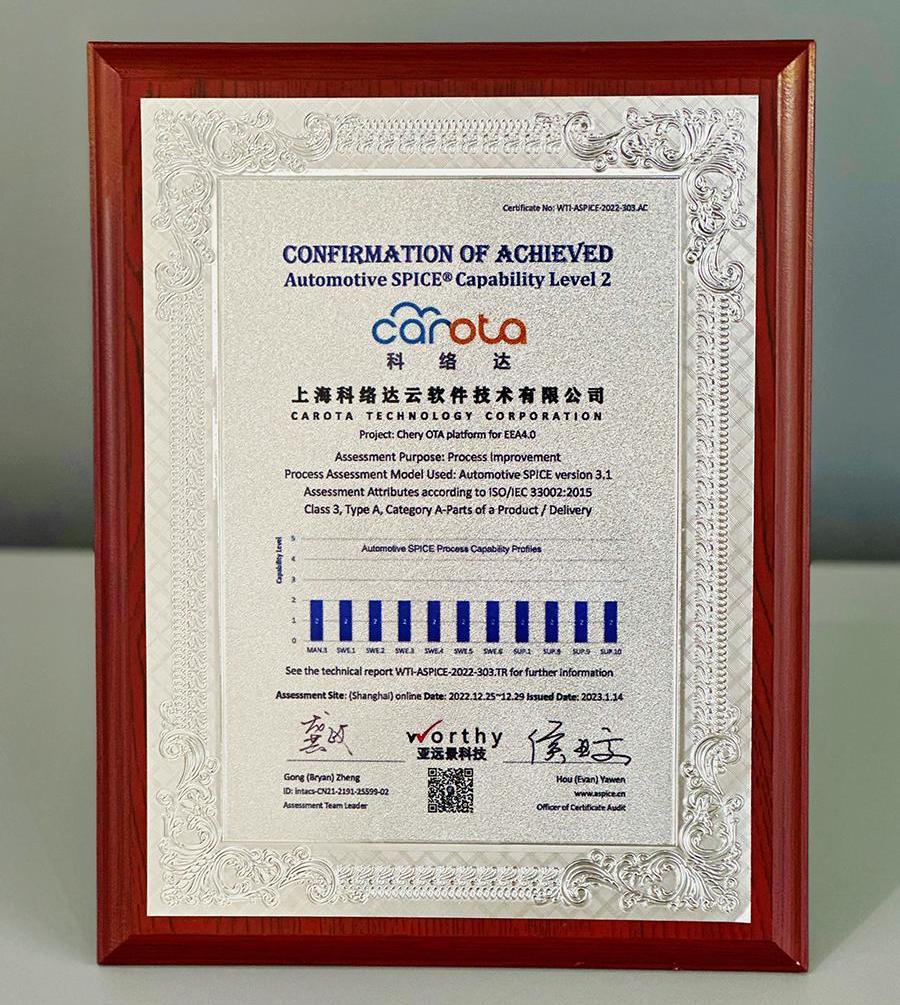 Certificate No: WTI-ASPICE-2022-303.AC
CONFIRMATION OF ACHIEVED
Automotive SPICE® Capability Level 2
carota
科络达
上海科络达云软件技术有限公司
CAROTA TECHNOLOGY CORPORATION
Project: Chery OTA platform for EEA4.0
Assessment Purpose: Process Improvement
Process Assessment Model Used: Automotive SPICE version 3.1
Assessment Attributes according to ISO/IEC 33002:2015
Class 3, Type A, Category A-Parts of a Product / Delivery
Automotive SPICE Process Capability Profiles
Capability Level
5
4
3
2
1
0
2 2 2 2 2 2 2 2 2 2 2
MAN.3 SWE.1 SWE.2 SWE.3 SWE.4 SWE.5 SWE.6 SUP.1 SUP.8 SUP.9 SUP.10
See the technical report WTI-ASPICE-2022-303.TR for further information
Assessment Site: (Shanghai) online Date: 2022.12.25~12.29 Issued Date: 2023.1.14
worthy
亚远景科技
Gong (Bryan) Zheng
ID: intacs-CN21-2191-25599-02
Assessment Team Leader
Hou (Evan) Yawen
www.aspice.cn
Officer of Certificate Audit